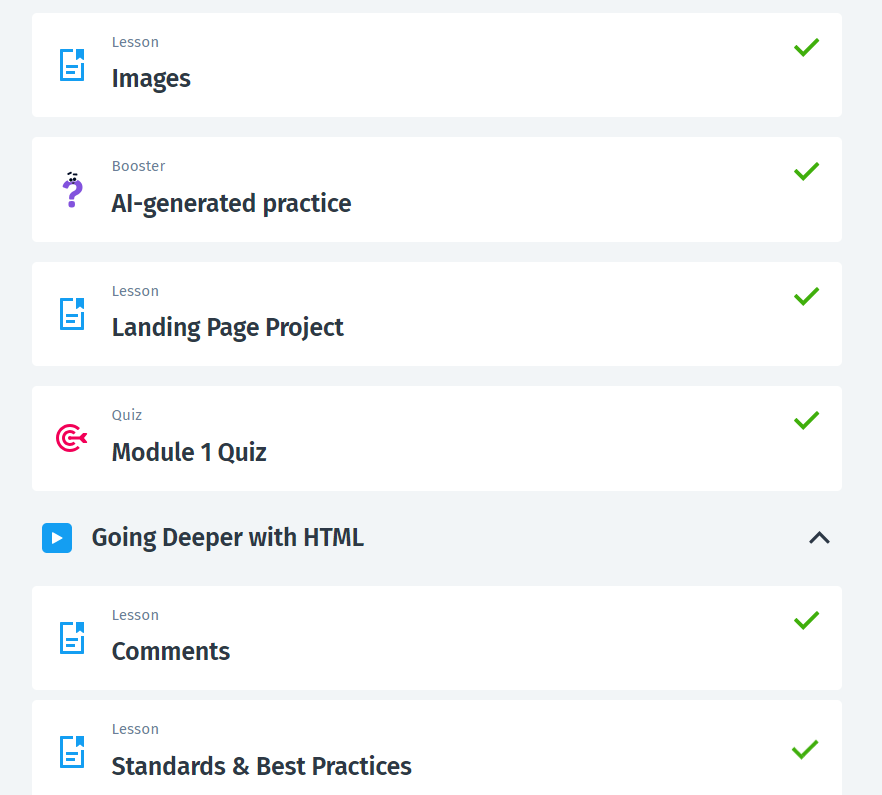 Lesson
Images
Booster
AI-generated practice
Lesson
Landing Page Project
Quiz
Module 1 Quiz
Going Deeper with HTML
Lesson
Comments
Lesson
Standards & Best Practices